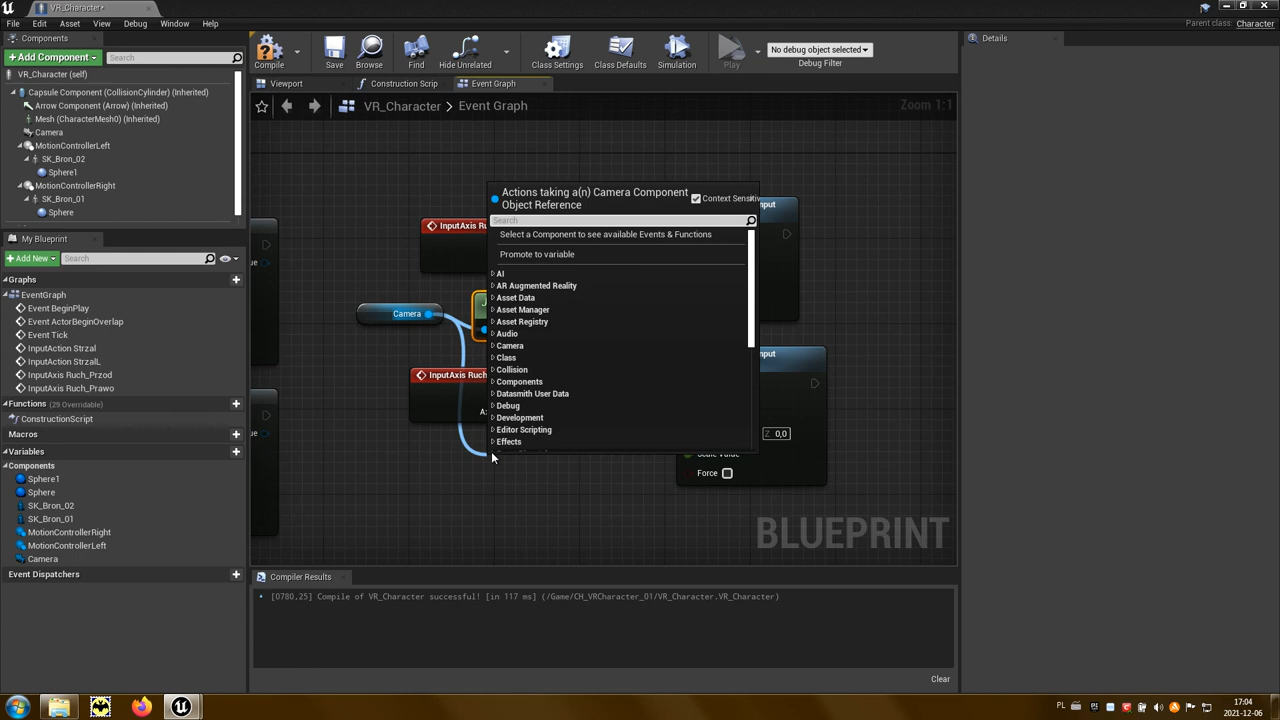 VR_Character*
File Edit Asset View Debug Window Help
Parent class: Character
Components
+Add Component
Search
VR_Character (self)
Capsule Component (CollisionCylinder) (Inherited)
Arrow Component (Arrow) (Inherited)
Mesh (CharacterMesh0) (Inherited)
Camera
MotionControllerLeft
SK_Bron_02
Sphere1
MotionControllerRight
SK_Bron_01
Sphere
My Blueprint
+ Add New
Search
Graphs
EventGraph
Event BeginPlay
Event ActorBeginOverlap
Event Tick
InputAction Strzal
InputAction StrzalL
InputAxis Ruch_Przod
InputAxis Ruch_Prawo
Functions (29 Overridable)
ConstructionScript
Macros
Variables
Components
Sphere1
Sphere
SK_Bron_02
SK_Bron_01
MotionControllerRight
MotionControllerLeft
Camera
Event Dispatchers
Compile Save Browse Find Hide Unrelated Class Settings Class Defaults Simulation Play
No debug object selected
Debug Filter
Viewport Construction Scrip Event Graph
VR_Character > Event Graph
Zoom 1:1
InputAxis Ru
Camera
InputAxis Ruch
Actions taking a(n) Camera Component
Object Reference
Context Sensitiv
Search
Select a Component to see available Events & Functions
Promote to variable
AI
AR Augmented Reality
Asset Data
Asset Manager
Asset Registry
Audio
Camera
Class
Collision
Components
Datasmith User Data
Debug
Development
Editor Scripting
Effects
nput
nput
Z 0,0
Scale Value
Force
BLUEPRINT
Compiler Results
[0780,25] Compile of VR_Character successful! [in 117 ms] (/Game/CH_VRCharacter_01/VR_Character.VR_Character)
Clear
Details
PL
17:04
2021-12-06